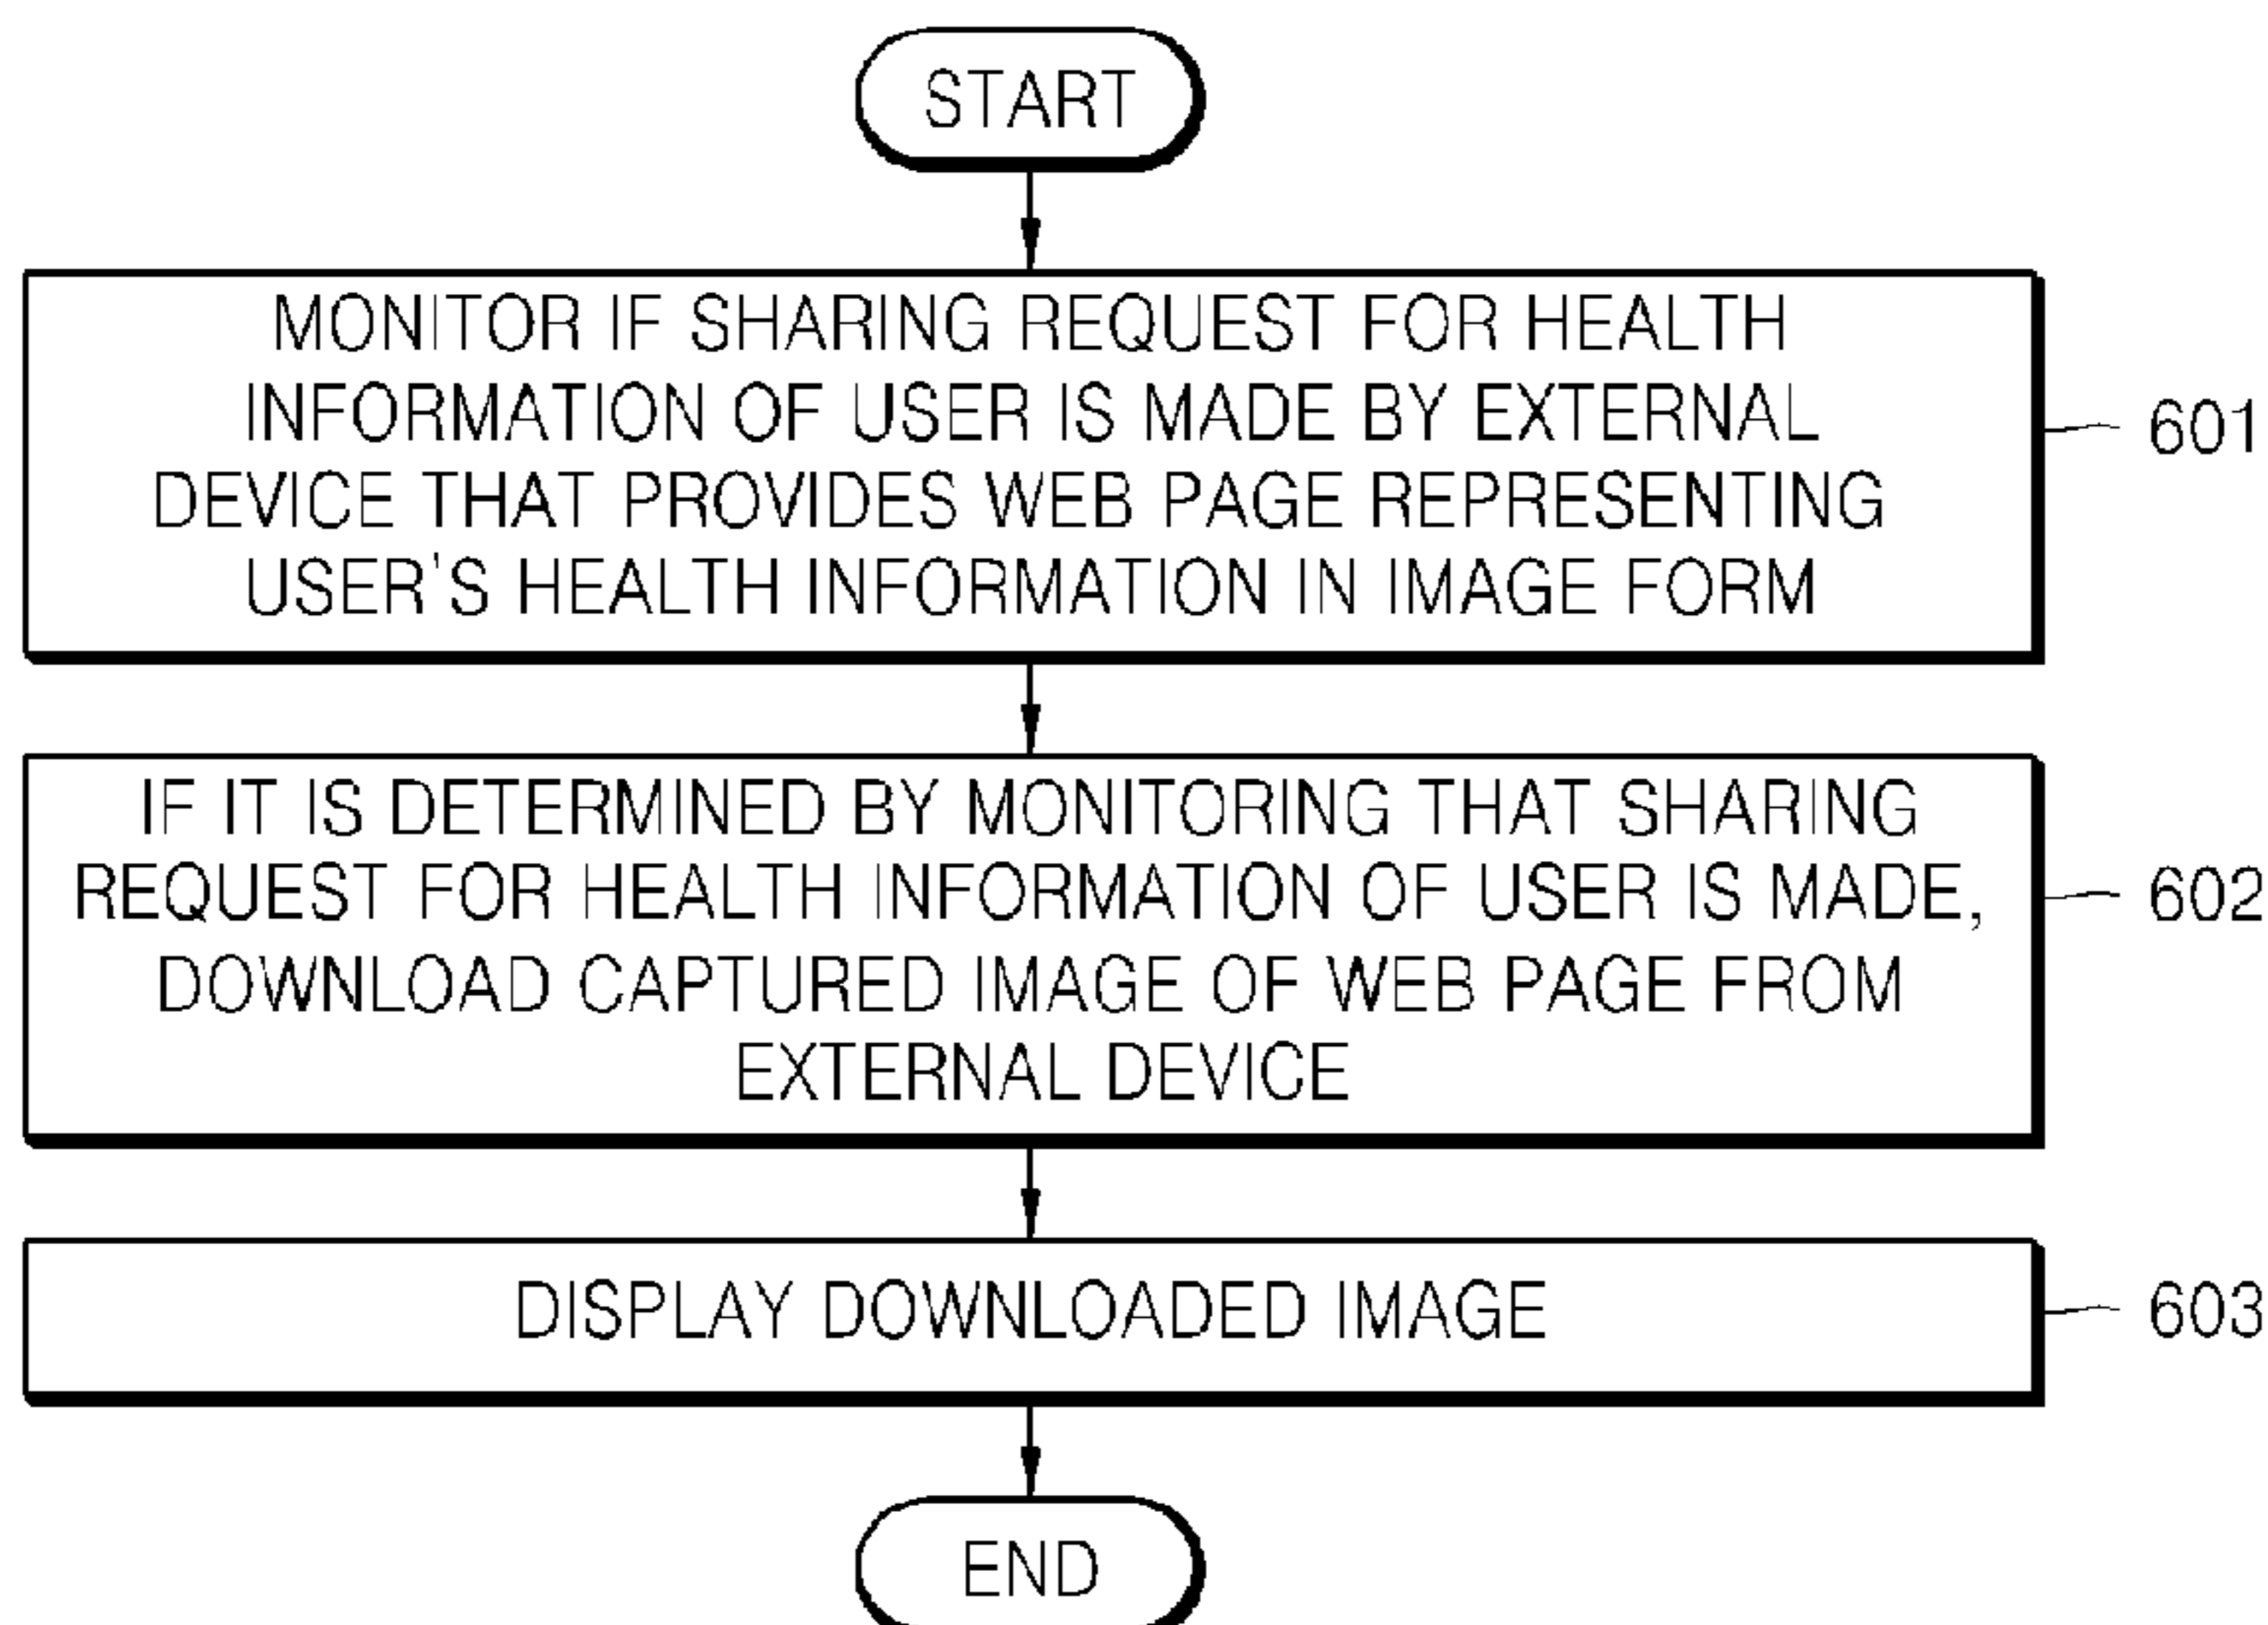 START
MONITOR IF SHARING REQUEST FOR HEALTH
INFORMATION OF USER IS MADE BY EXTERNAL
DEVICE THAT PROVIDES WEB PAGE REPRESENTING
USER'S HEALTH INFORMATION IN IMAGE FORM
601
IF IT IS DETERMINED BY MONITORING THAT SHARING
REQUEST FOR HEALTH INFORMATION OF USER IS MADE,
DOWNLOAD CAPTURED IMAGE OF WEB PAGE FROM
EXTERNAL DEVICE
602
DISPLAY DOWNLOADED IMAGE
603
END